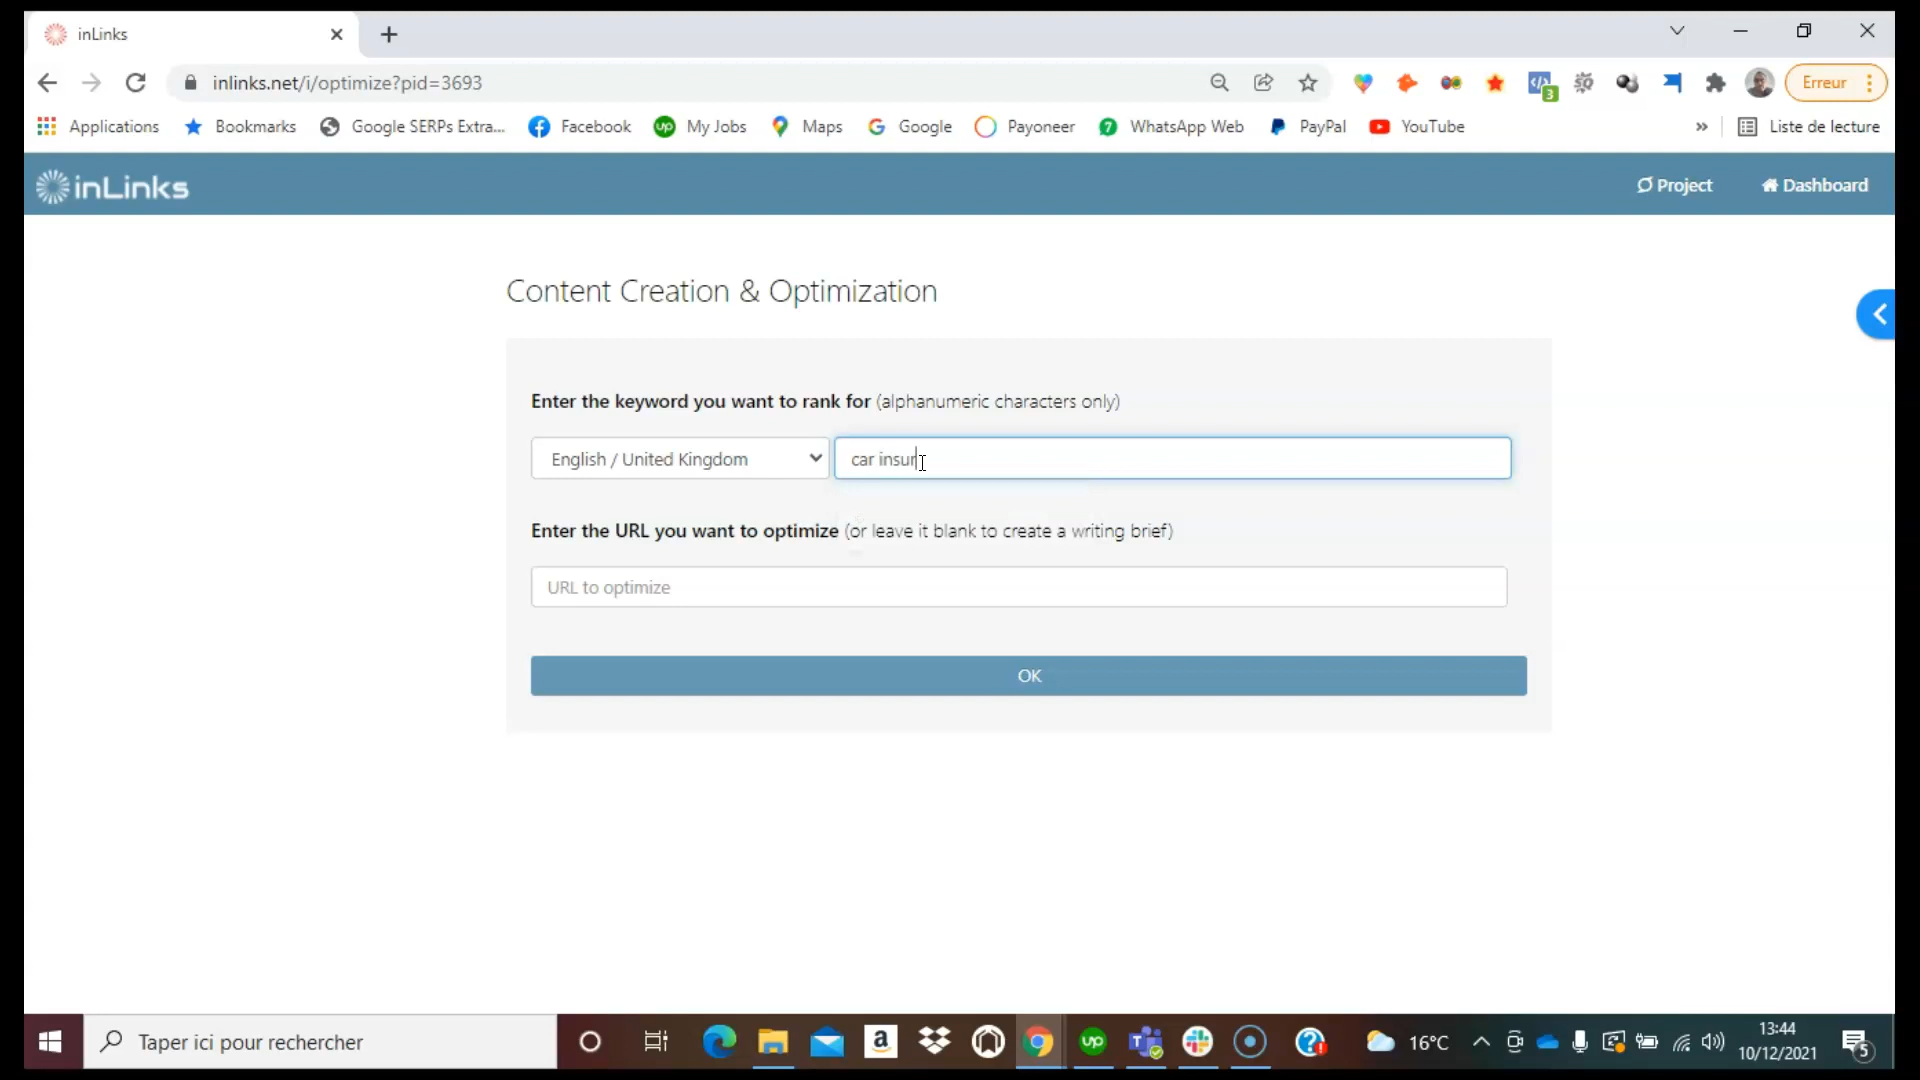 inLinks
inlinks.net/i/optimize?pid=3693
Erreur
3
Applications
Bookmarks
Google SERPs Extra...
Facebook
My Jobs
Maps
Google
Payoneer
WhatsApp Web
PayPal
YouTube
»
Liste de lecture
inLinks
Project
Dashboard
Content Creation & Optimization
Enter the keyword you want to rank for (alphanumeric characters only)
English / United Kingdom
car insur
Enter the URL you want to optimize (or leave it blank to create a writing brief)
URL to optimize
OK
Taper ici pour rechercher
16°C
13:44
10/12/2021
5